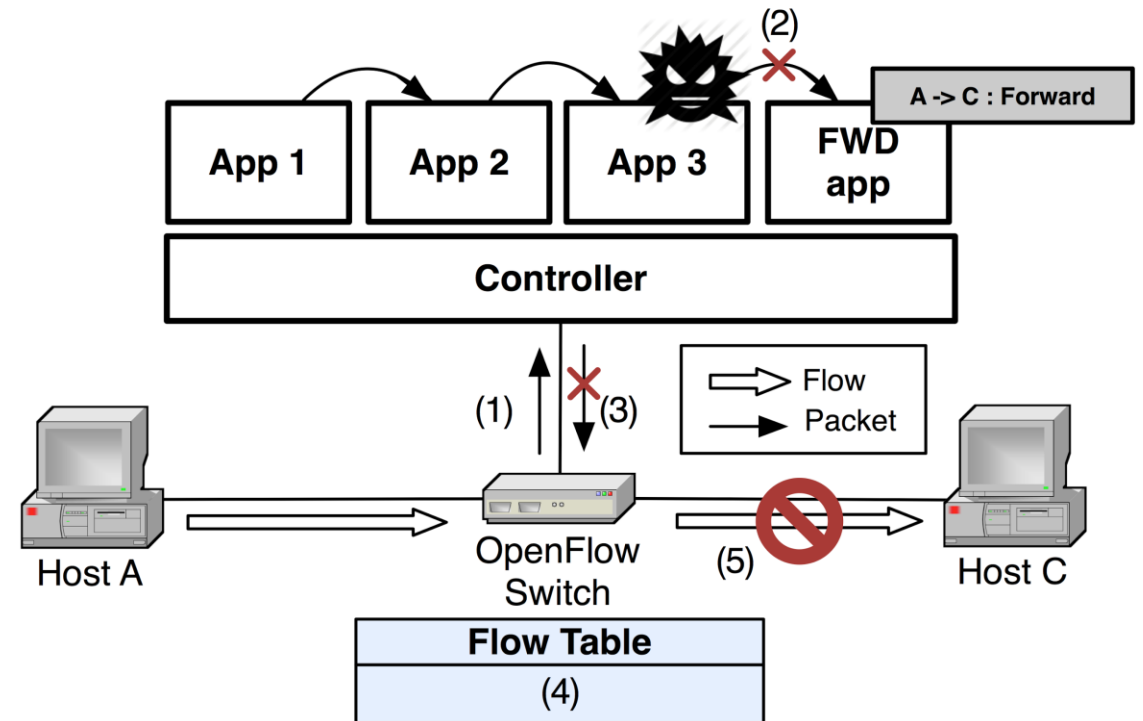 (2)
A -> C : Forward
App 1
App 2
App 3
FWD
app
Controller
(1)
(3)
Flow
Packet
Host A
OpenFlow
Switch
(5)
Host C
Flow Table
(4)